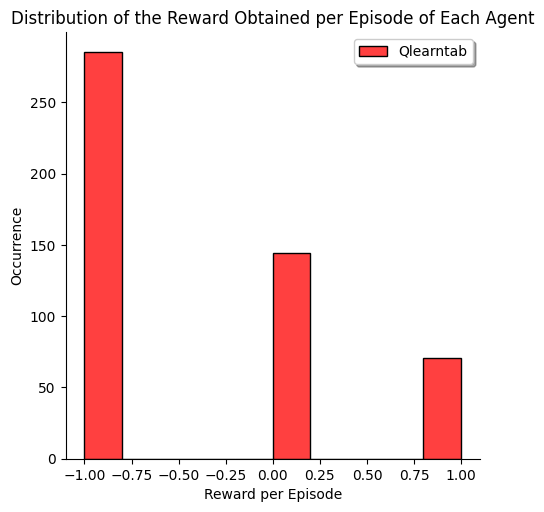 Distribution of the Reward Obtained per Episode of Each Agent
Qlearntab
250
200
150
100
50
0
Occurrence
−1.00 −0.75 −0.50 −0.25 0.00 0.25 0.50 0.75 1.00
Reward per Episode